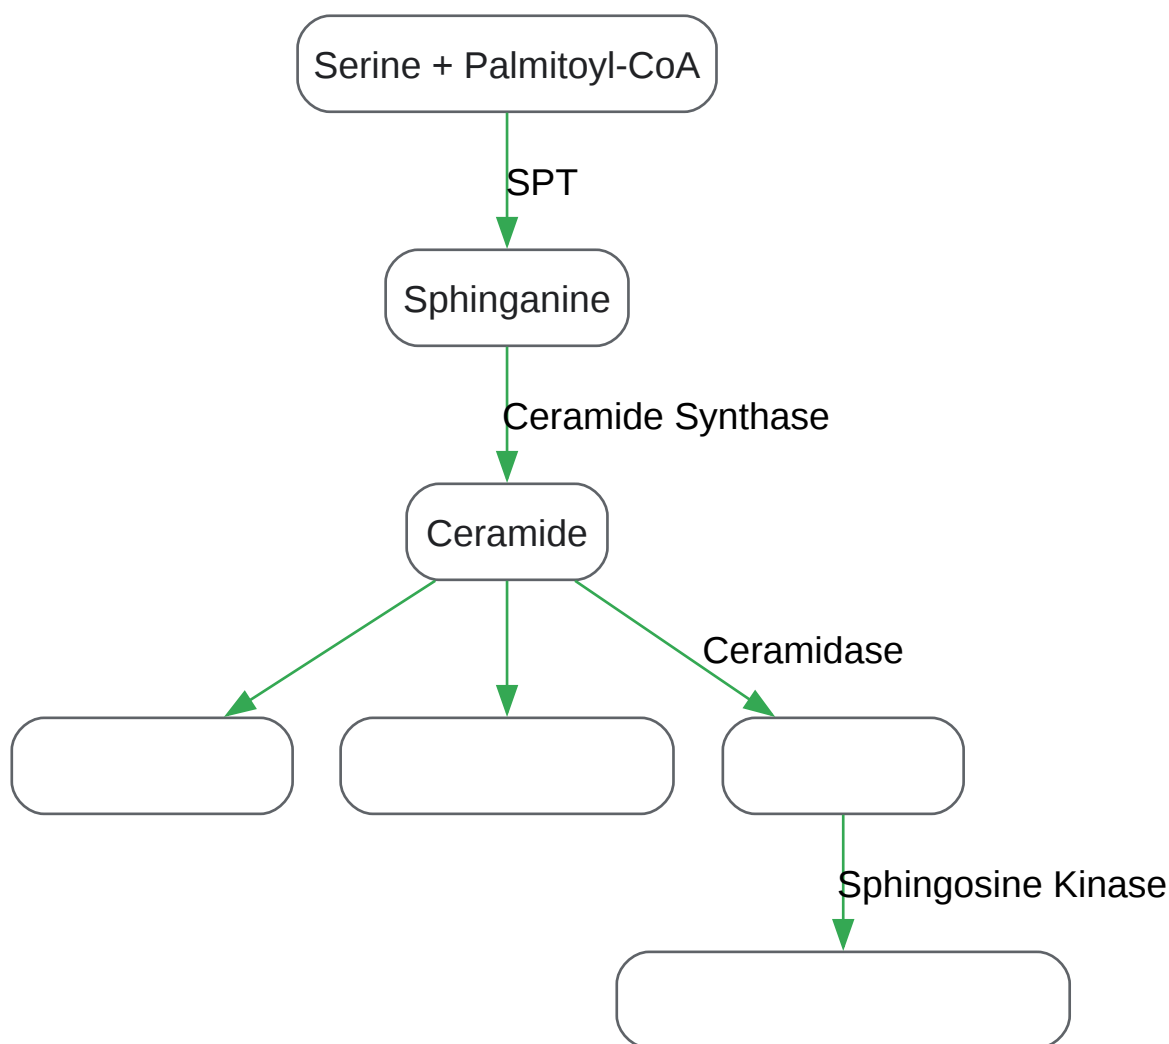 Serine + Palmitoyl-CoA
SPT
Sphinganine
Ceramide Synthase
Ceramide
Ceramidase
Sphingosine Kinase